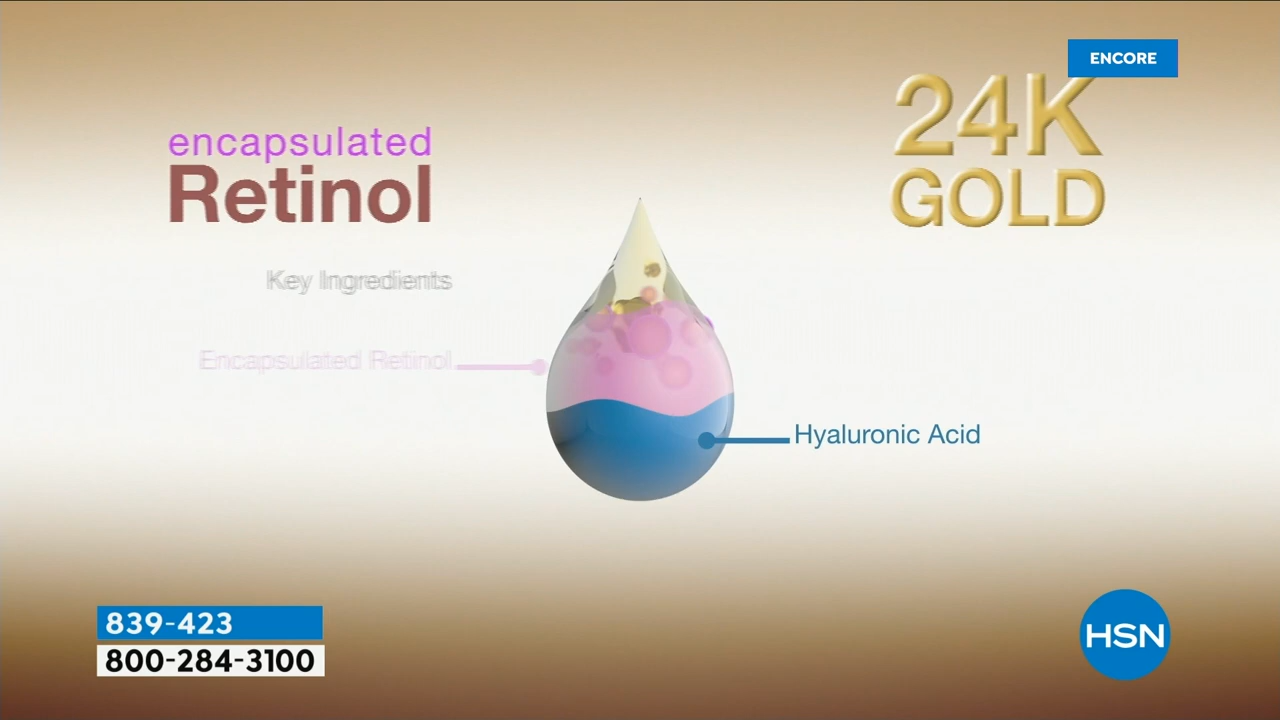 ENCORE
encapsulated
Retinol
24K
GOLD
Key Ingredients
Encapsulated Retinol
Hyaluronic Acid
839-423
800-284-3100
HSN